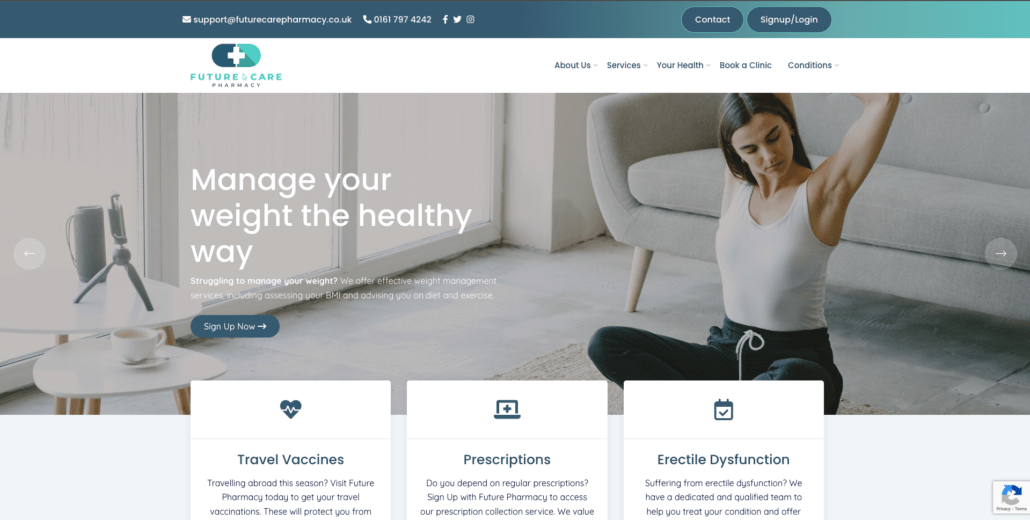 support@futurecarepharmacy.co.uk 0161 797 4242 Contact Signup/Login
FUTURE CARE
PHARMACY
About Us Services Your Health Book a Clinic Conditions
Manage your
weight the healthy
way
Struggling to manage your weight? We offer effective weight management
services, including assessing your BMI and advising you on diet and exercise.
Sign Up Now
Travel Vaccines
Travelling abroad this season? Visit Future
Pharmacy today to get your travel
vaccinations. These will protect you from
Prescriptions
Do you depend on regular prescriptions?
Sign Up with Future Pharmacy to access
our prescription collection service. We value
Erectile Dysfunction
Suffering from erectile dysfunction? We
have a dedicated and qualified team to
help you treat your condition and offer
Privacy - Terms